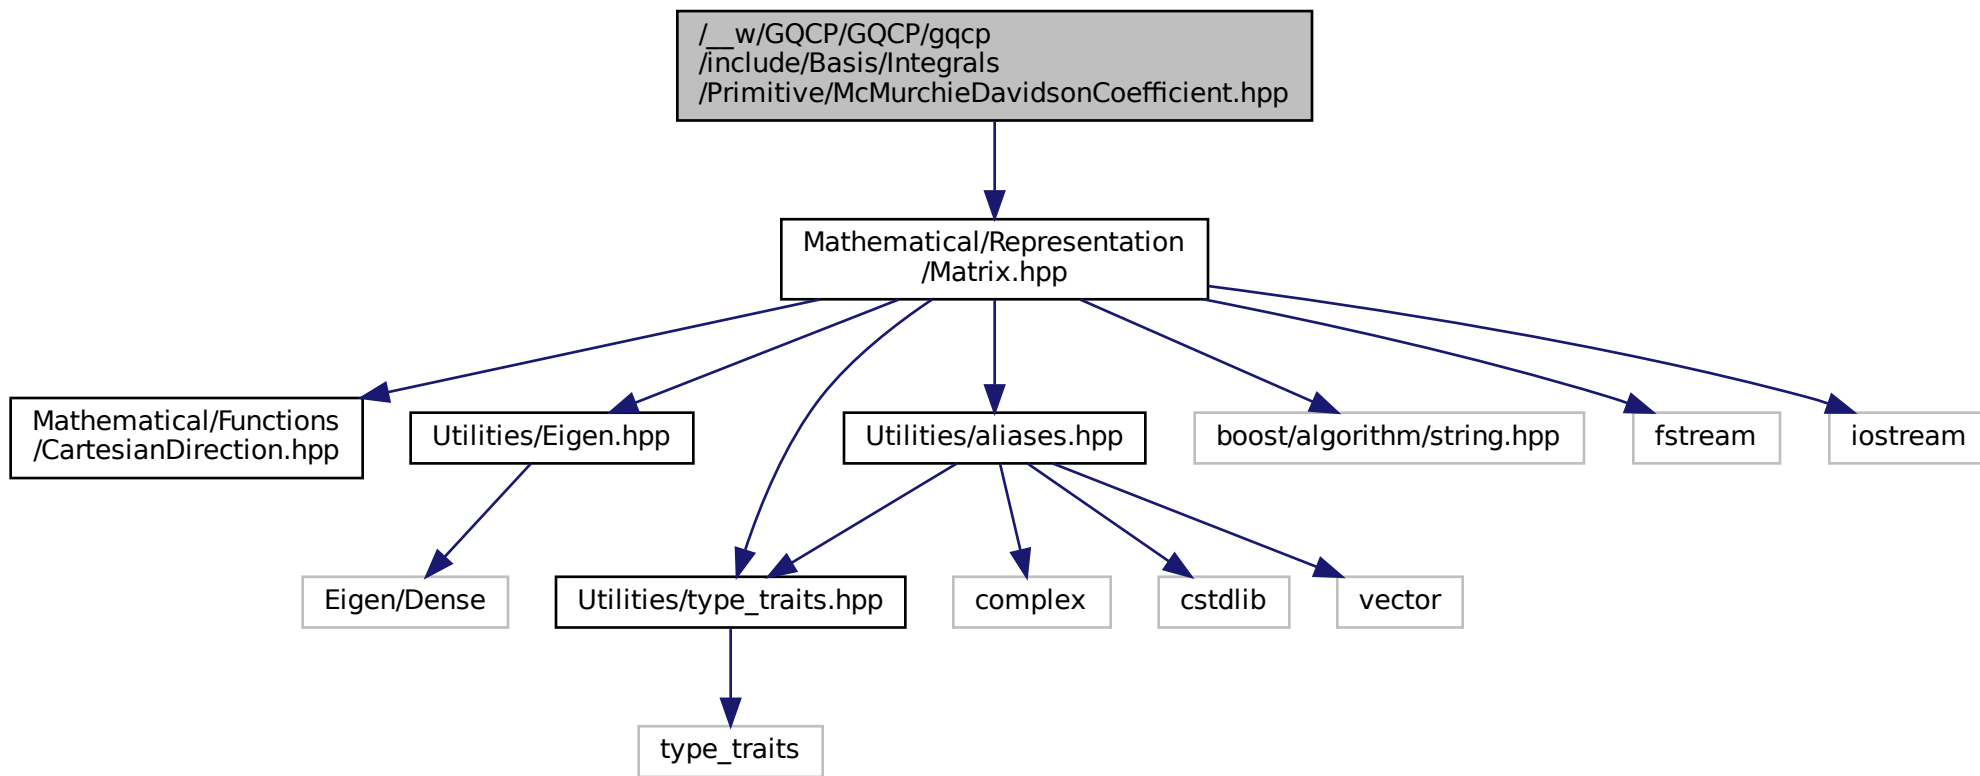 /__w/GQCP/GQCP/gqcp
/include/Basis/Integrals
/Primitive/McMurchieDavidsonCoefficient.hpp
Mathematical/Representation
/Matrix.hpp
Mathematical/Functions
/CartesianDirection.hpp
Utilities/Eigen.hpp
Utilities/aliases.hpp
boost/algorithm/string.hpp
fstream
iostream
Eigen/Dense
Utilities/type_traits.hpp
complex
cstdlib
vector
type_traits